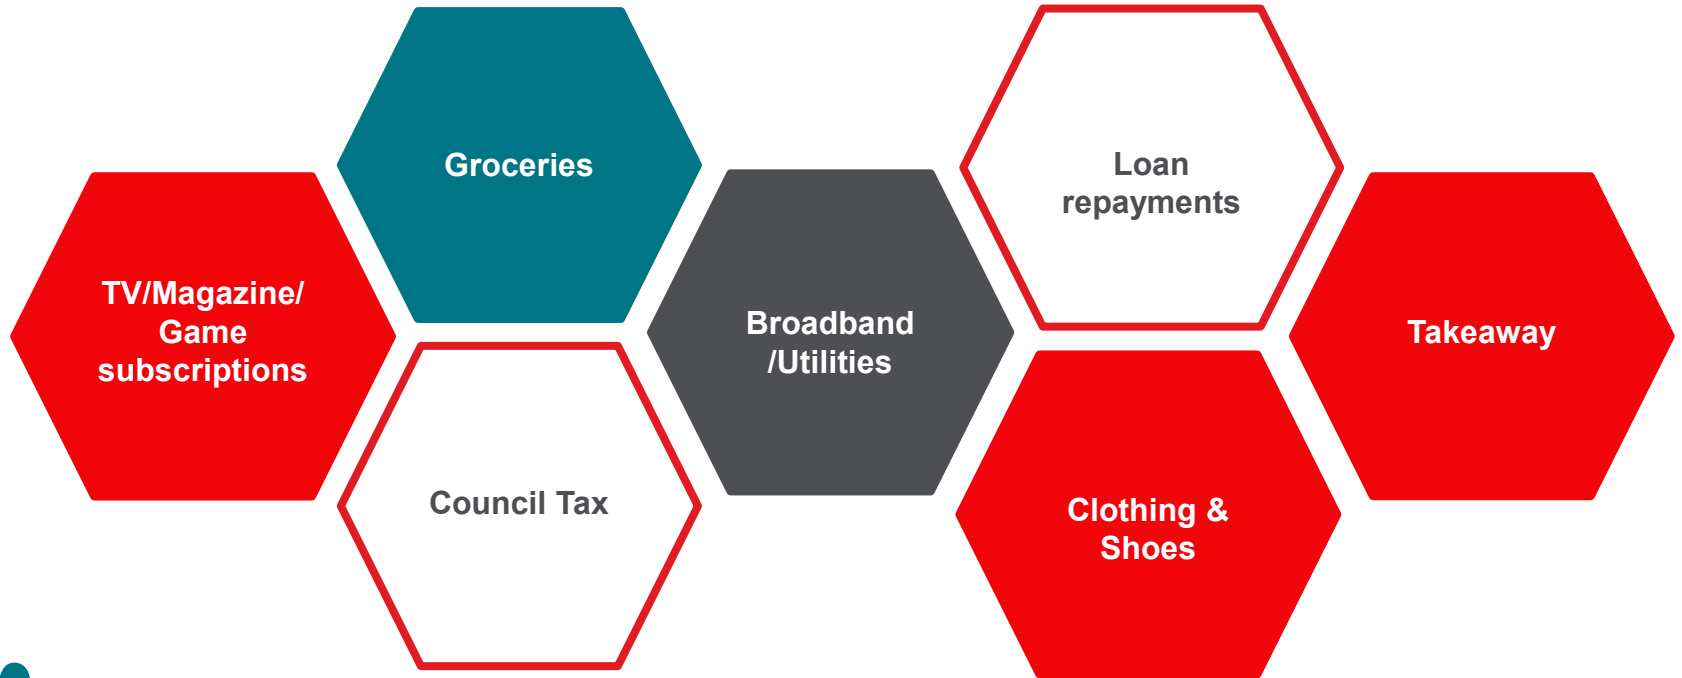 Groceries
Loan
repayments
TV/Magazine/
Game
subscriptions
Broadband
/Utilities
Takeaway
Council Tax
Clothing &
Shoes